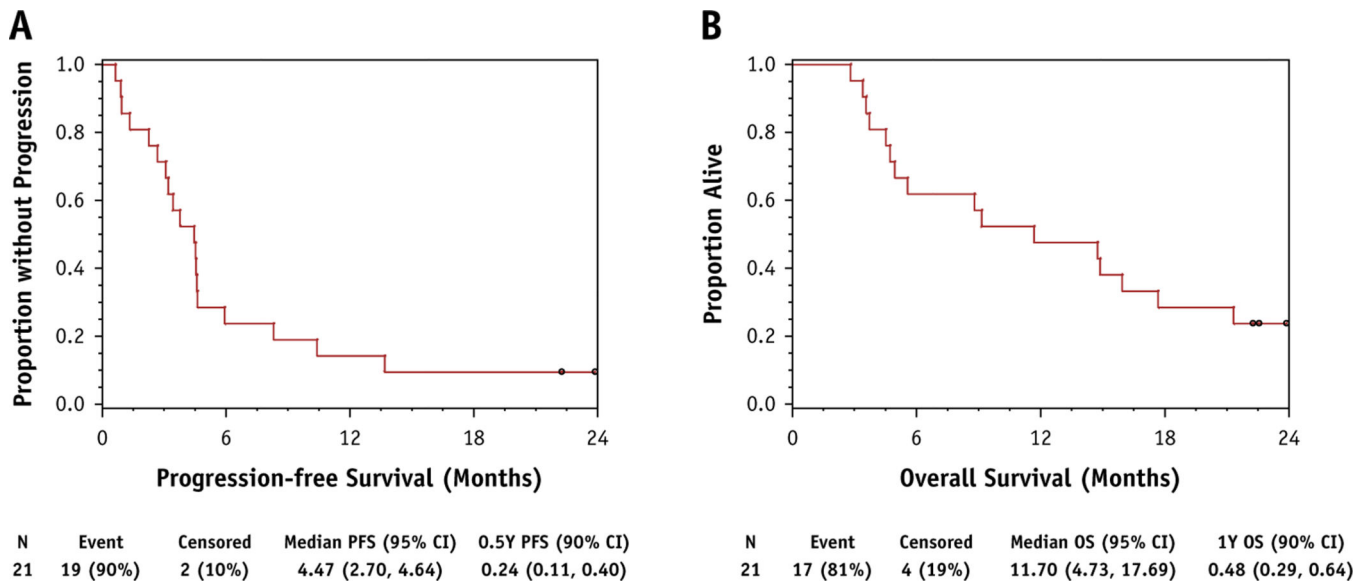 A
B
Proportion without Progression
1.0
0.8
0.6
0.4
0.2
0.0
0
6
12
18
24
Progression-free Survival (Months)
N Event Censored Median PFS (95% CI) 0.5Y PFS (90% CI)
21 19 (90%) 2 (10%) 4.47 (2.70, 4.64) 0.24 (0.11, 0.40)
Proportion Alive
1.0
0.8
0.6
0.4
0.2
0.0
0
6
12
18
24
Overall Survival (Months)
N Event Censored Median OS (95% CI) 1Y OS (90% CI)
21 17 (81%) 4 (19%) 11.70 (4.73, 17.69) 0.48 (0.29, 0.64)